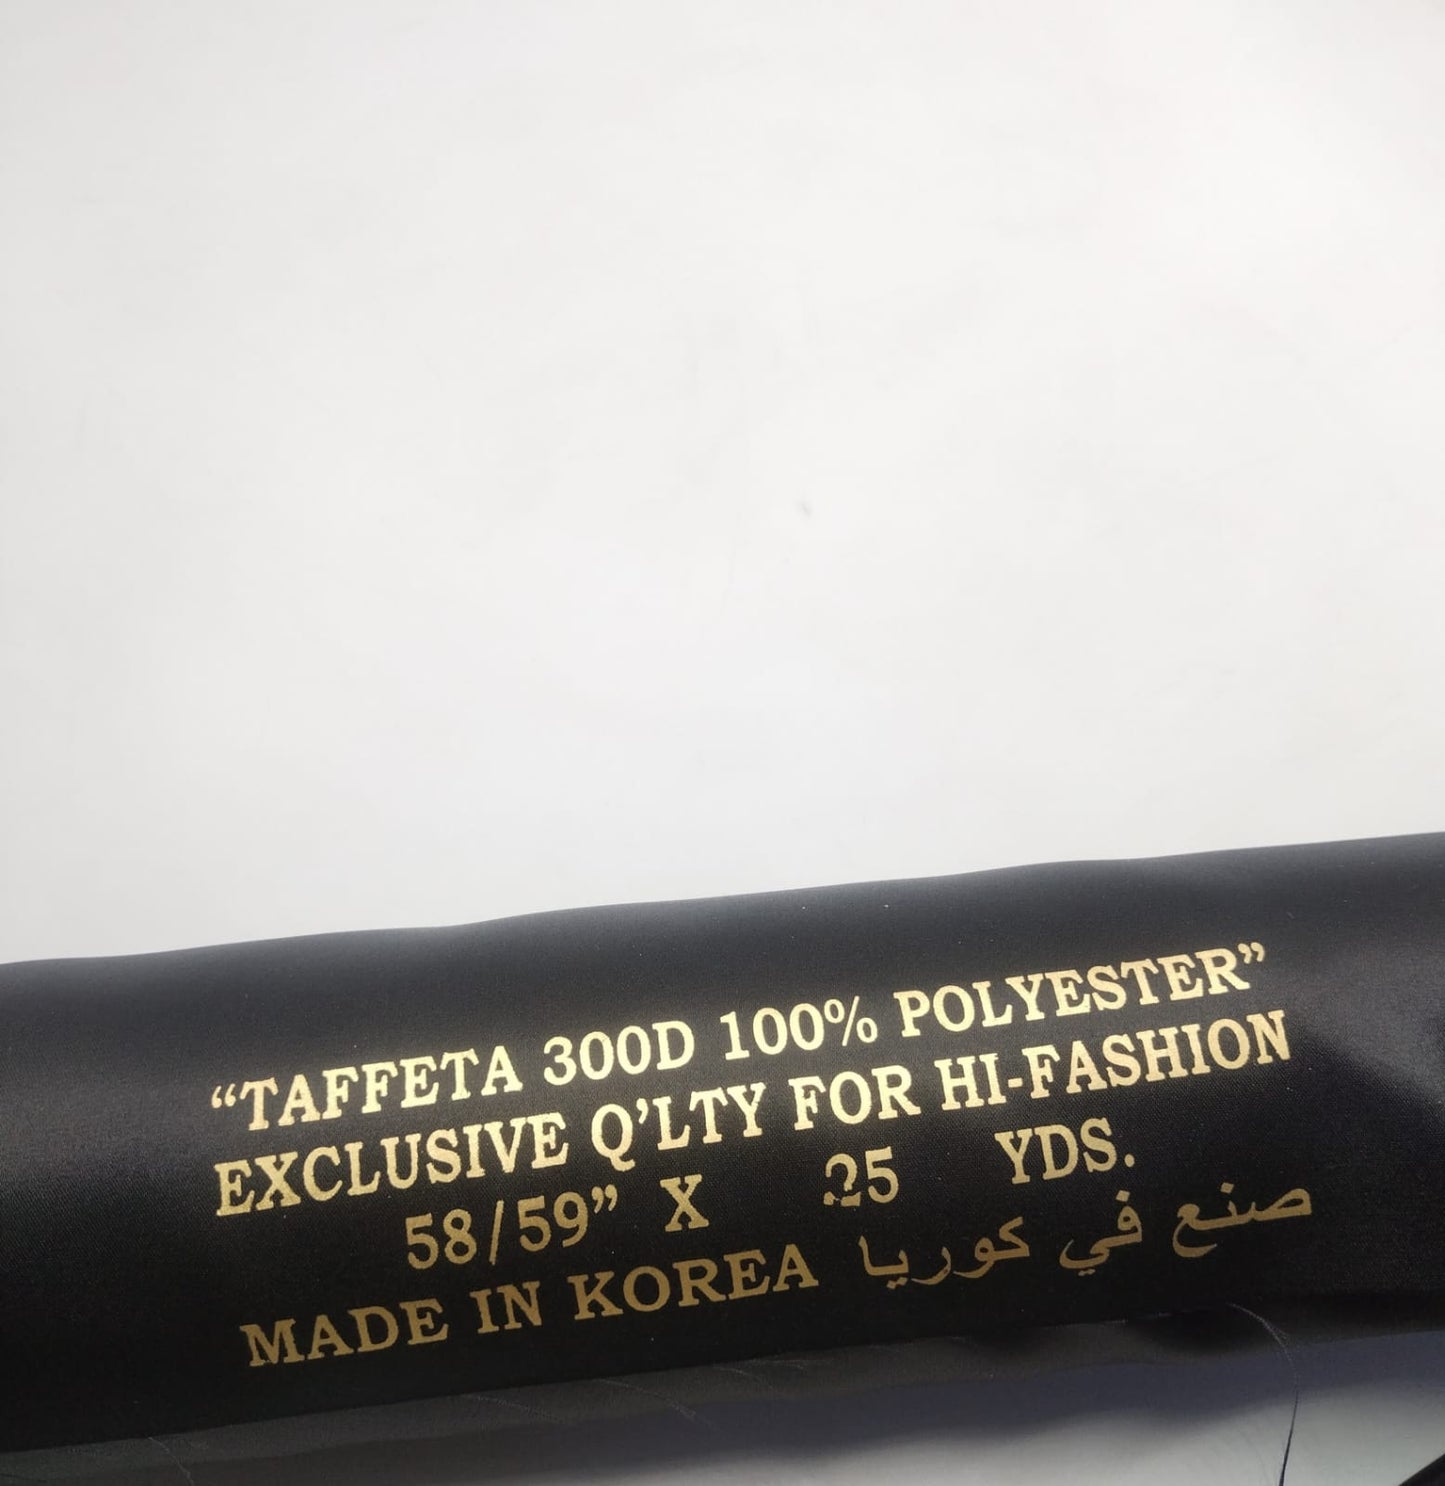 “TAFFETA 300D 100% POLYESTER”
EXCLUSIVE Q’LTY FOR HI-FASHION
58/59” X 25 YDS.
MADE IN KOREA صنع في كوريا